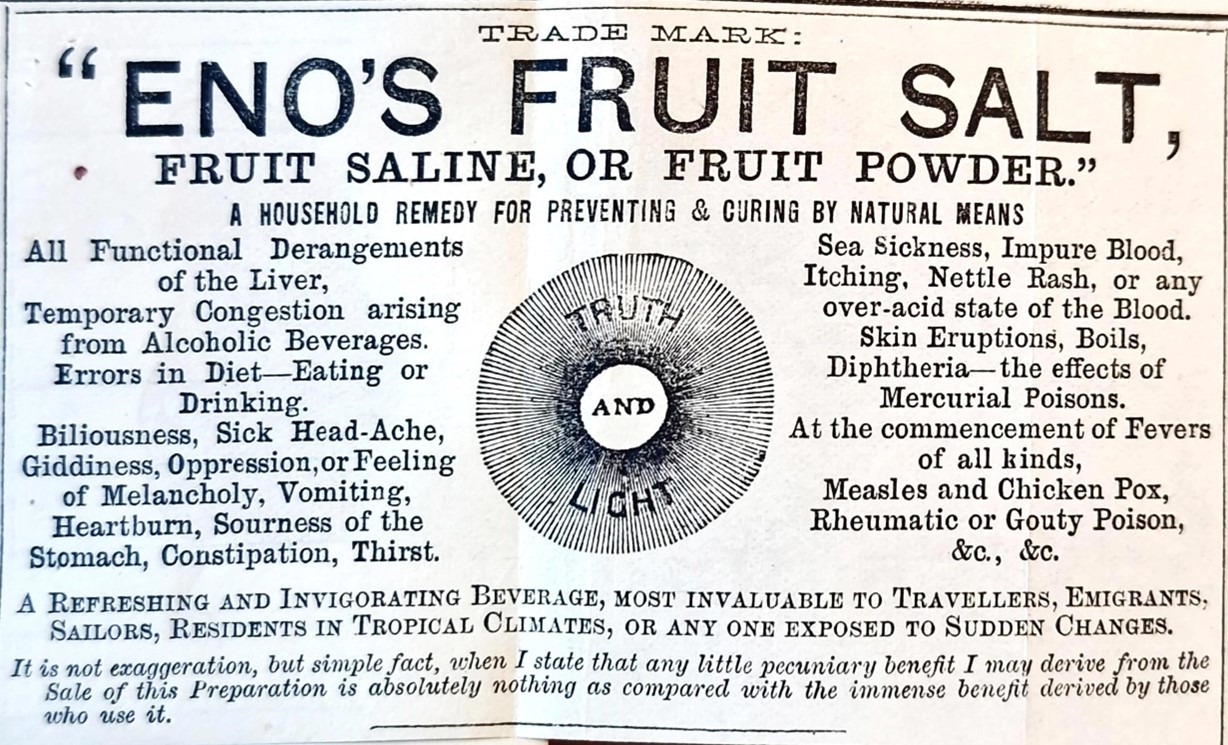 TRADE MARK:
"ENO'S FRUIT SALT,
FRUIT SALINE, OR FRUIT POWDER."
A HOUSEHOLD REMEDY FOR PREVENTING & CURING BY NATURAL MEANS
All Functional Derangements
of the Liver,
Temporary Congestion arising
from Alcoholic Beverages.
Errors in Diet—Eating or
Drinking.
Biliousness, Sick Head-Ache,
Giddiness, Oppression, or Feeling
of Melancholy, Vomiting,
Heartburn, Sourness of the
Stomach, Constipation, Thirst.
TRUTH
AND
LIGHT
Sea Sickness, Impure Blood,
Itching, Nettle Rash, or any
over-acid state of the Blood.
Skin Eruptions, Boils,
Diphtheria—the effects of
Mercurial Poisons.
At the commencement of Fevers
of all kinds,
Measles and Chicken Pox,
Rheumatic or Gouty Poison,
&c., &c.
A REFRESHING AND INVIGORATING BEVERAGE, MOST INVALUABLE TO TRAVELLERS, EMIGRANTS,
SAILORS, RESIDENTS IN TROPICAL CLIMATES, OR ANY ONE EXPOSED TO SUDDEN CHANGES.
It is not exaggeration, but simple fact, when I state that any little pecuniary benefit I may derive from the
Sale of this Preparation is absolutely nothing as compared with the immense benefit derived by those
who use it.